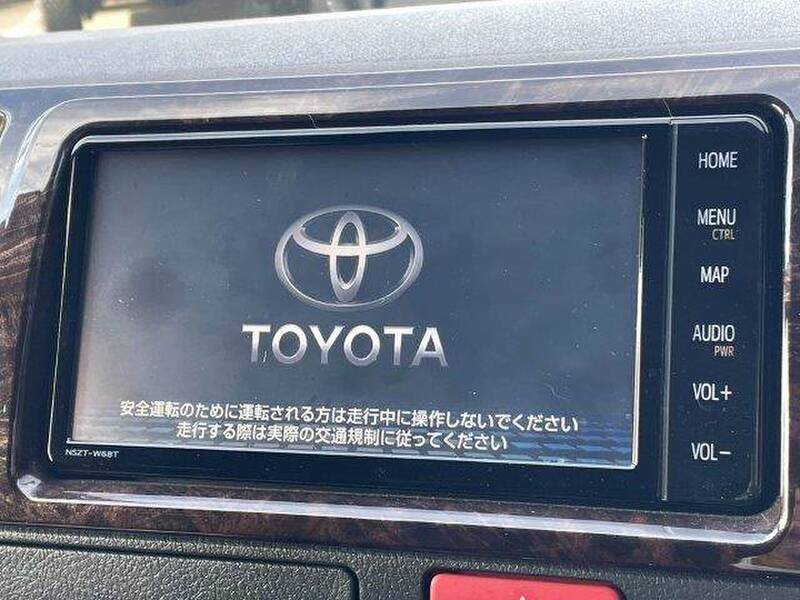 TOYOTA
安全運転のために運転される方は走行中に操作しないでください
走行する際は実際の交通規制に従ってください
NSZT-W68T
HOME
MENU
CTRL
MAP
AUDIO
PWR
VOL+
VOL-